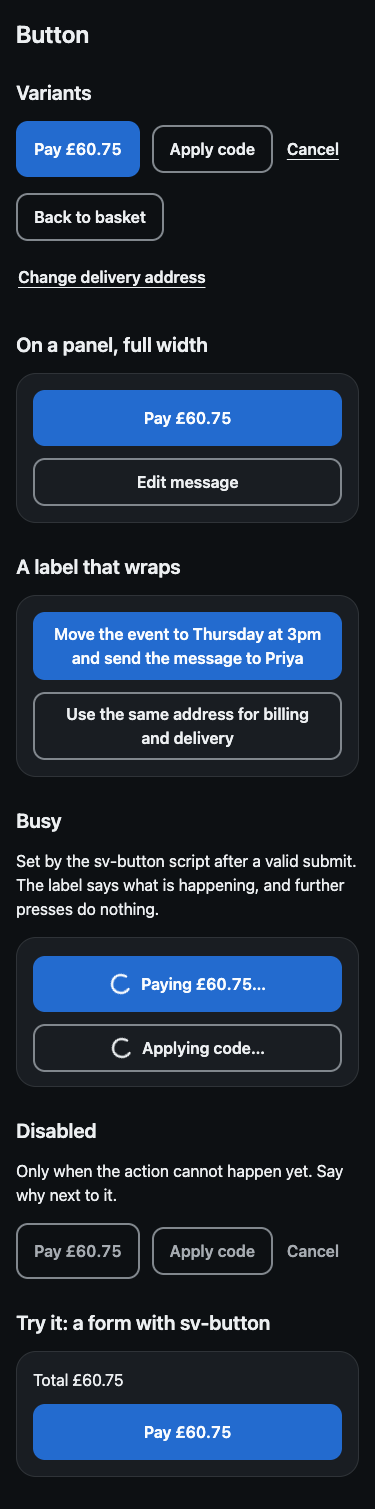 Button
Variants
Pay £60.75
Apply code
Cancel
Back to basket
Change delivery address
On a panel, full width
Pay £60.75
Edit message
A label that wraps
Move the event to Thursday at 3pm
and send the message to Priya
Use the same address for billing
and delivery
Busy
Set by the sv-button script after a valid submit.
The label says what is happening, and further
presses do nothing.
Paying £60.75...
Applying code...
Disabled
Only when the action cannot happen yet. Say
why next to it.
Pay £60.75
Apply code
Cancel
Try it: a form with sv-button
Total £60.75
Pay £60.75